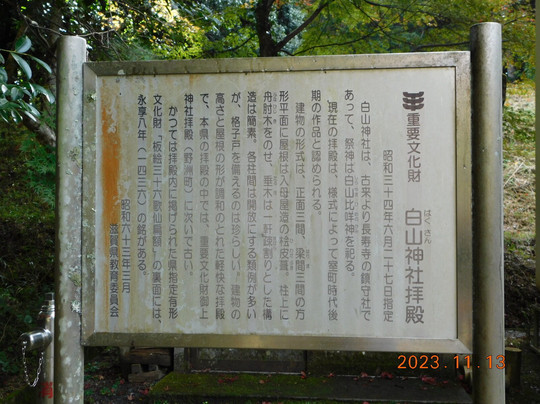 重要文化財　白山神社拝殿
はくさん
昭和三十四年六月二十七日指定
白山神社は、古来より長寿寺の鎮守社で
あって、祭神は白山比咩神を祀る。
現在の拝殿は、様式によって室町時代後
期の作品と認められる。
建物の形式は、正面三間、梁間三間の方
形平面に屋根は入母屋造の桧皮葺、柱上に
舟肘木をのせ、垂木は一軒疎割りとした構
造は簡素。各柱間は開放にする類例が多い
が、格子戸を備えるのは珍らしい。建物の
高さと屋根の形が調和のとれた軽快な拝殿
で、本県の拝殿の中では、重要文化財御上
神社拝殿（野洲町）に次いで古い。
かつては拝殿内に掲げられた県指定有形
文化財「板絵三十六歌仙扁額」の裏面には、
永享八年（一四三六）の銘がある。
昭和六十三年三月
滋賀県教育委員会
2023.11.13